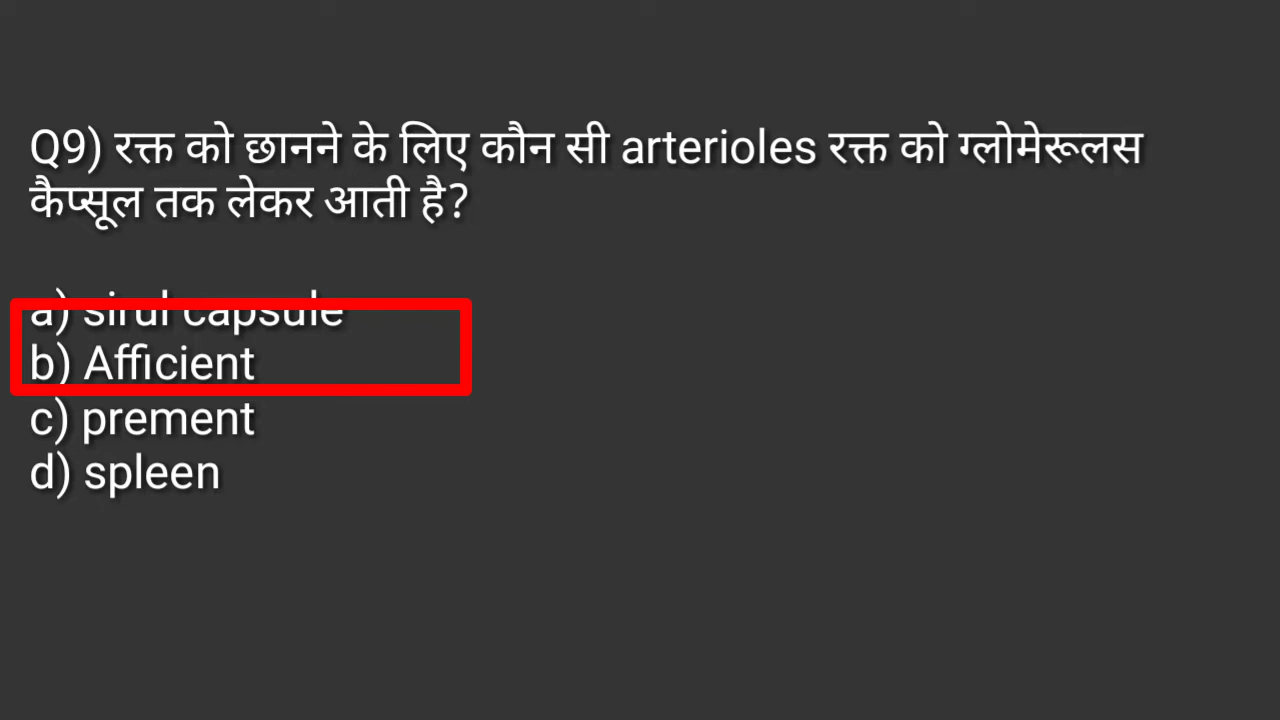 Q9) रक्त को छानने के लिए कौन सी arterioles रक्त को ग्लोमेरूलस
कैप्सूल तक लेकर आती है?
a) sirul capsule
b) Afficient
c) prement
d) spleen